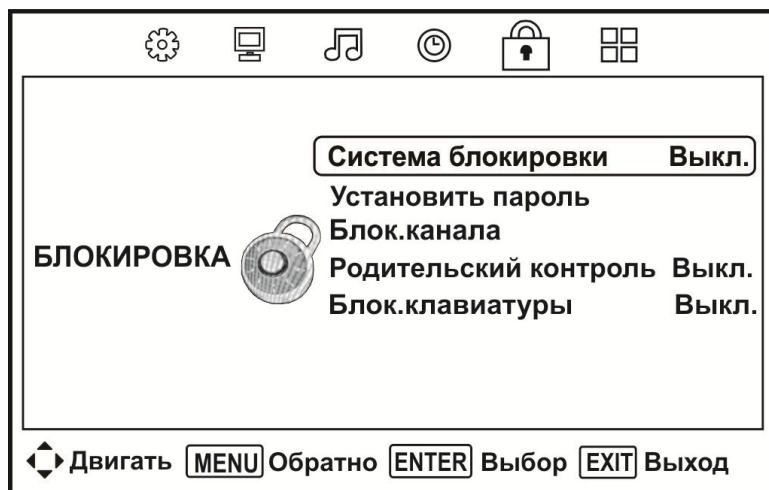 Система блокировки Выкл.
Установить пароль
Блок.канала
БЛОКИРОВКА
Родительский контроль Выкл.
Блок.клавиатуры Выкл.
Двигать MENU Обратно ENTER Выбор EXIT Выход